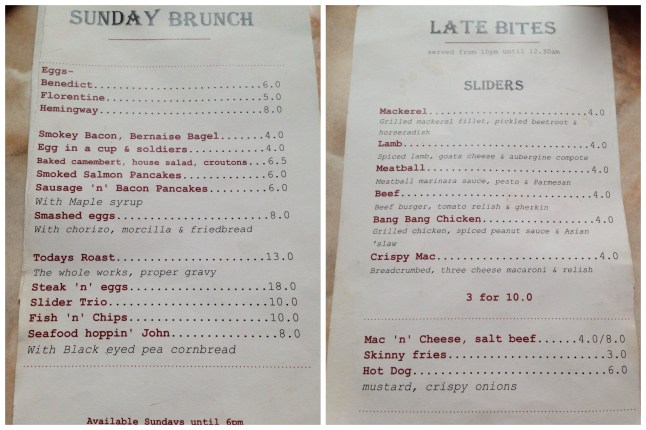 SUNDAY BRUNCH
Eggs-
Benedict..............................6.0
Florentine............................5.0
Hemingway.............................8.0
Smokey Bacon, Bernaise Bagel.......4.0
Egg in a cup & soldiers............4.0
Baked camembert, house salad, croutons...6.5
Smoked Salmon Pancakes.............6.0
Sausage 'n' Bacon Pancakes.........6.0
With Maple syrup
Smashed eggs.......................8.0
With chorizo, morcilla & friedbread
Todays Roast......................13.0
The whole works, proper gravy
Steak 'n' eggs....................18.0
Slider Trio.......................10.0
Fish 'n' Chips....................10.0
Seafood hoppin' John...............8.0
With Black eyed pea cornbread
Available Sundays until 6pm
LATE BITES
served from 10pm until 12.30am
SLIDERS
Mackerel.......................4.0
Grilled mackerel fillet, pickled beetroot &
horseradish
Lamb...........................4.0
Spiced lamb, goats cheese & aubergine compote
Meatball.......................4.0
Meatball marinara sauce, pesto & Parmesan
Beef...........................4.0
Beef burger, tomato relish & gherkin
Bang Bang Chicken..............4.0
Grilled chicken, spiced peanut sauce & Asian
'slaw
Crispy Mac.....................4.0
Breadcrumbed, three cheese macaroni & relish
3 for 10.0
Mac 'n' Cheese, salt beef......4.0/8.0
Skinny fries.......................3.0
Hot Dog............................6.0
mustard, crispy onions